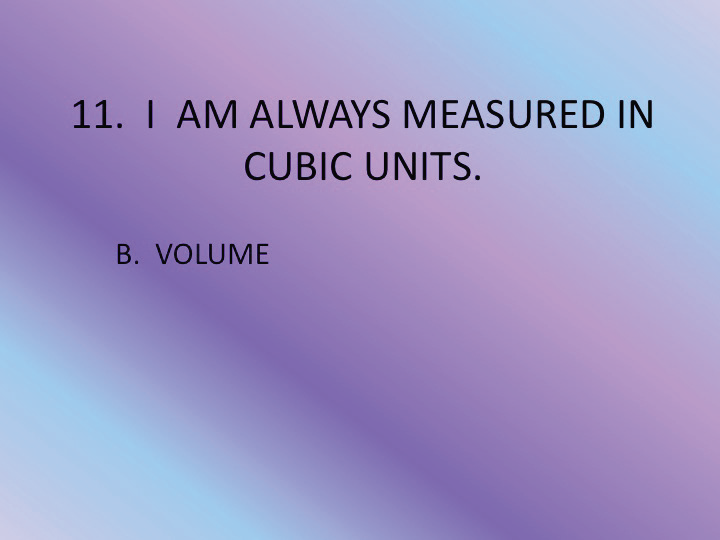 11.  I  AM ALWAYS MEASURED IN
CUBIC UNITS.
B.  VOLUME